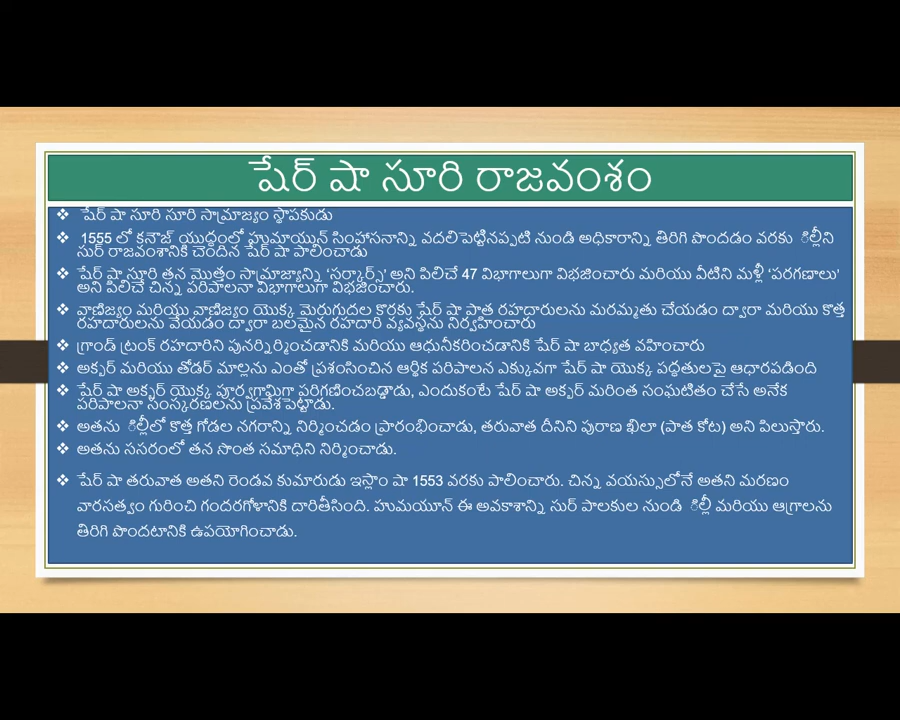 షేర్ షా సూరి రాజవంశం
❖ షేర్ షా సూరి సూరి సామ్రాజ్యం స్థాపకుడు
❖ 1555 లో కనౌజ్ యుద్ధంలో హుమాయున్ సింహాసనాన్ని వదలిపెట్టినప్పటి నుండి అధికారాన్ని తిరిగి పొందడం వరకు ిల్లీని
సుర్ రాజవంశానికి చెందిన షేర్ షా పాలించాడు
❖ షేర్ షా సూరి తన మొత్తం సామ్రాజ్యాన్ని 'సర్కార్స్' అని పిలిచే 47 విభాగాలుగా విభజించారు మరియు వీటిని మళ్లీ 'పరగణాలు'
అని పిలిచే చిన్న పరిపాలనా విభాగాలుగా విభజించారు.
❖ వాణిజ్యం మరియు వాణిజ్యం యొక్క మెరుగుదల కొరకు షేర్ షా పాత రహదారులను మరమ్మతు చేయడం ద్వారా మరియు కొత్త
రహదారులను వేయడం ద్వారా బలమైన రహదారి వ్యవస్థను నిర్వహించారు
❖ గ్రాండ్ ట్రంక్ రహదారిని పునర్నిర్మించడానికి మరియు ఆధునీకరించడానికి షేర్ షా బాధ్యత వహించారు
❖ అక్బర్ మరియు తోడర్ మాల్లను ఎంతో ప్రశంసించిన ఆర్థిక పరిపాలన ఎక్కువగా షేర్ షా యొక్క పద్ధతులపై ఆధారపడింది
❖ షేర్ షా అక్బర్ యొక్క పూర్వగామిగా పరిగణించబడ్డాడు, ఎందుకంటే షేర్ షా అక్బర్ మరింత సంఘటితం చేసే అనేక
పరిపాలనా సంస్కరణలను ప్రవేశపెట్టాడు.
❖ అతను ిల్లీలో కొత్త గోడల నగరాన్ని నిర్మించడం ప్రారంభించాడు, తరువాత దీనిని పురాణ ఖిలా (పాత కోట) అని పిలుస్తారు.
❖ అతను ససరంలో తన సొంత సమాధిని నిర్మించాడు.
❖ షేర్ షా తరువాత అతని రెండవ కుమారుడు ఇస్లాం షా 1553 వరకు పాలించారు. చిన్న వయస్సులోనే అతని మరణం
వారసత్వం గురించి గందరగోళానికి దారితీసింది. హుమయూన్ ఈ అవకాశాన్ని సుర్ పాలకుల నుండి ిల్లీ మరియు ఆగ్రాలను
తిరిగి పొందటానికి ఉపయోగించాడు.